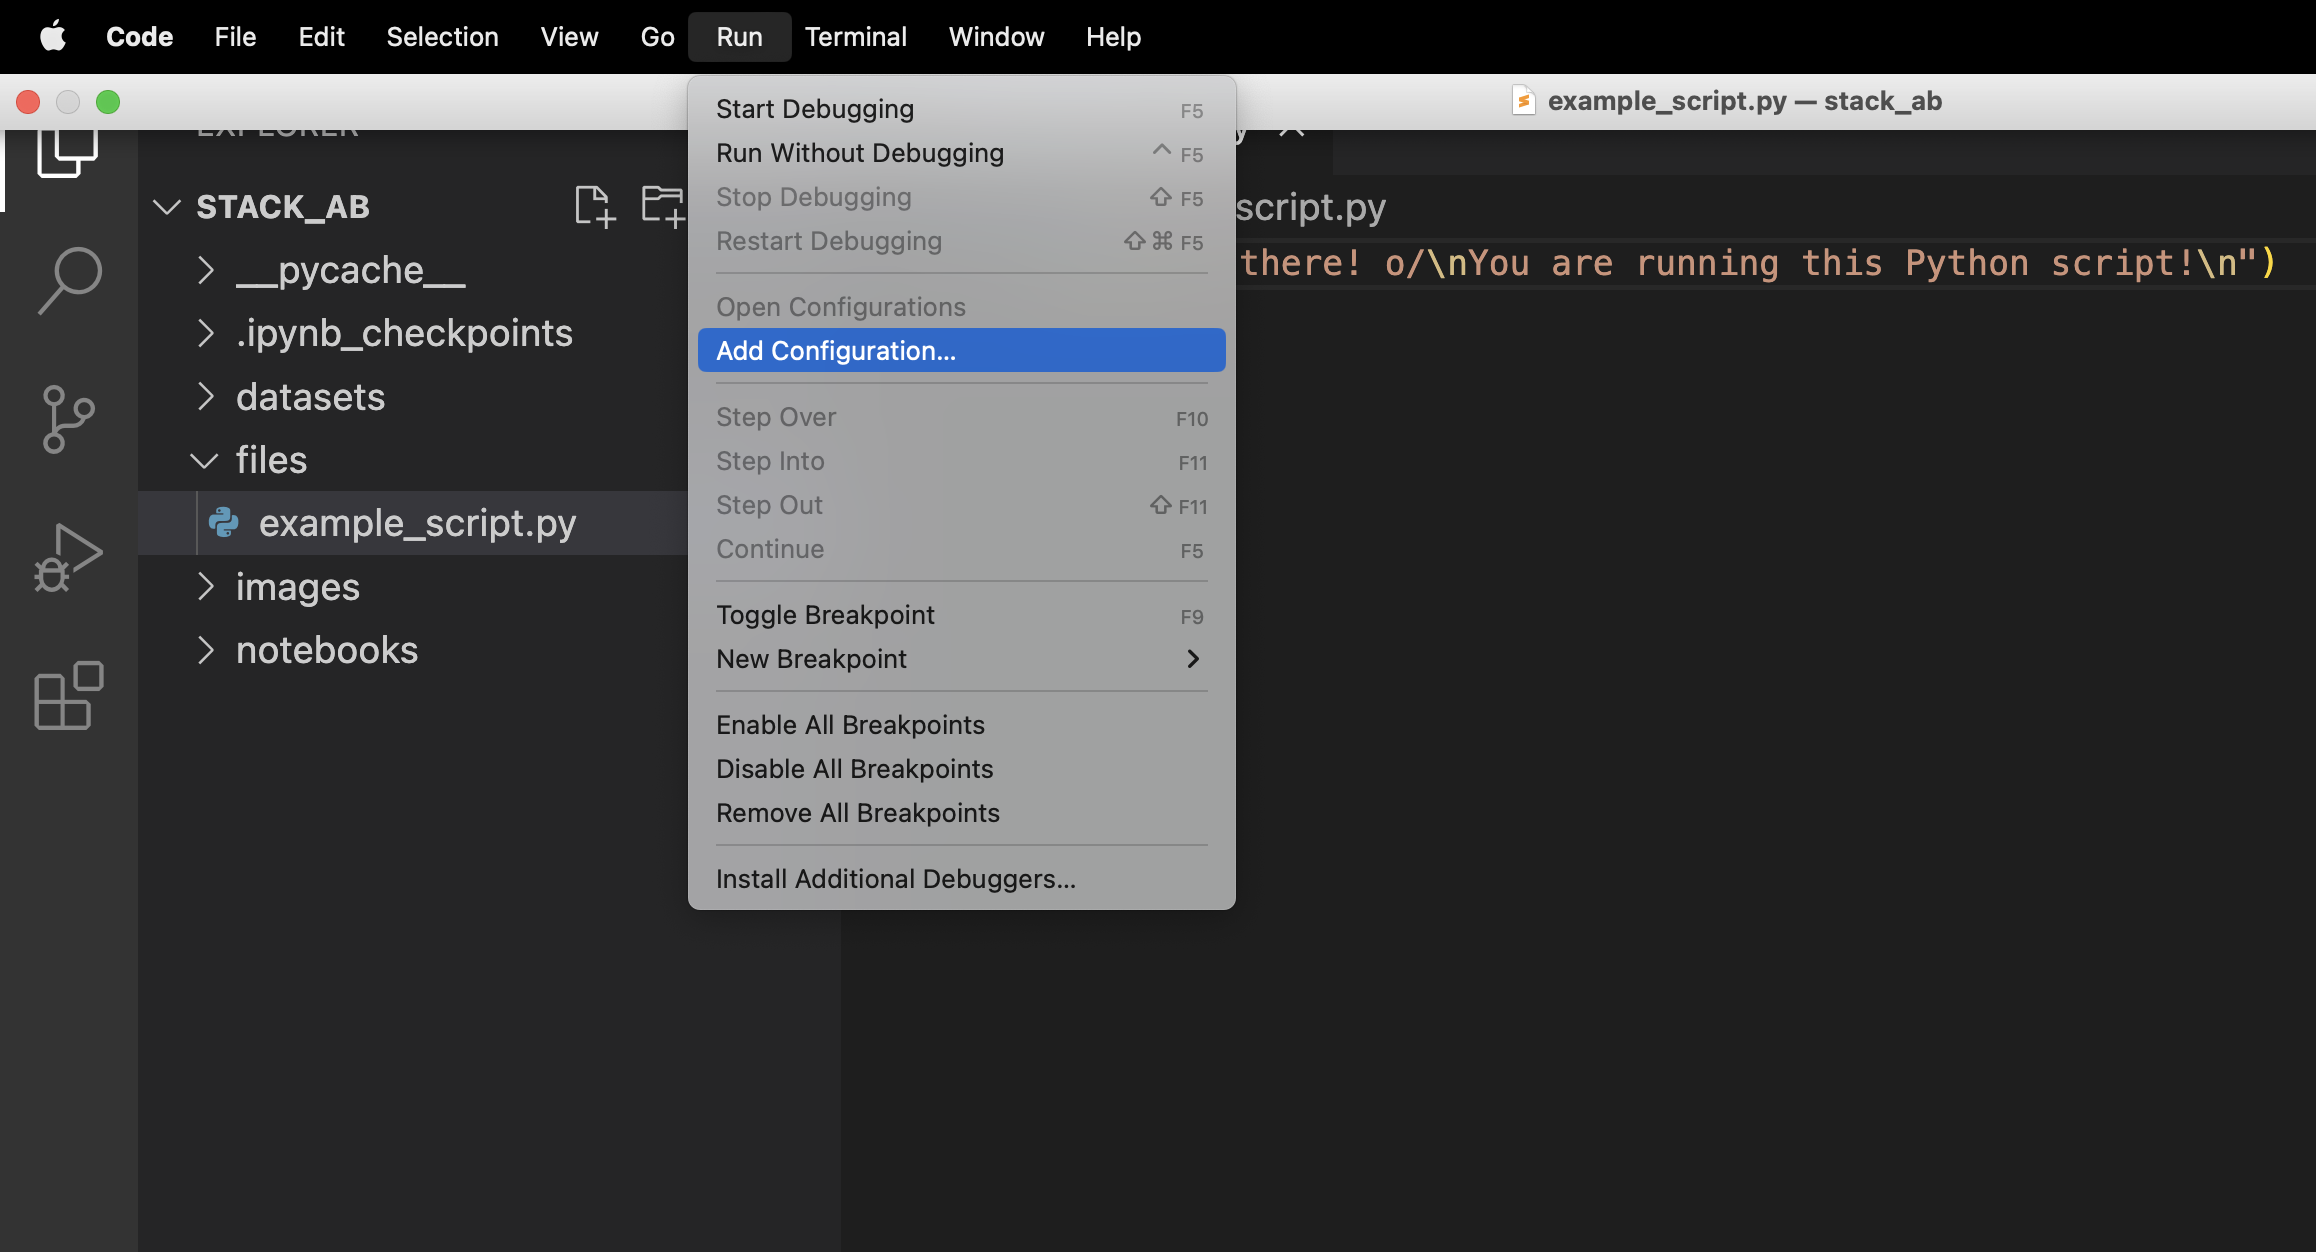 Code File Edit Selection View Go Run Terminal Window Help
example_script.py — stack_ab
EXPLORER
STACK_AB
__pycache__
.ipynb_checkpoints
datasets
files
example_script.py
images
notebooks
Start Debugging F5
Run Without Debugging ^ F5
Stop Debugging ⇧ F5
Restart Debugging ⇧ ⌘ F5
Open Configurations
Add Configuration...
Step Over F10
Step Into F11
Step Out ⇧ F11
Continue F5
Toggle Breakpoint F9
New Breakpoint
Enable All Breakpoints
Disable All Breakpoints
Remove All Breakpoints
Install Additional Debuggers...
script.py
there! o/\nYou are running this Python script!\n")